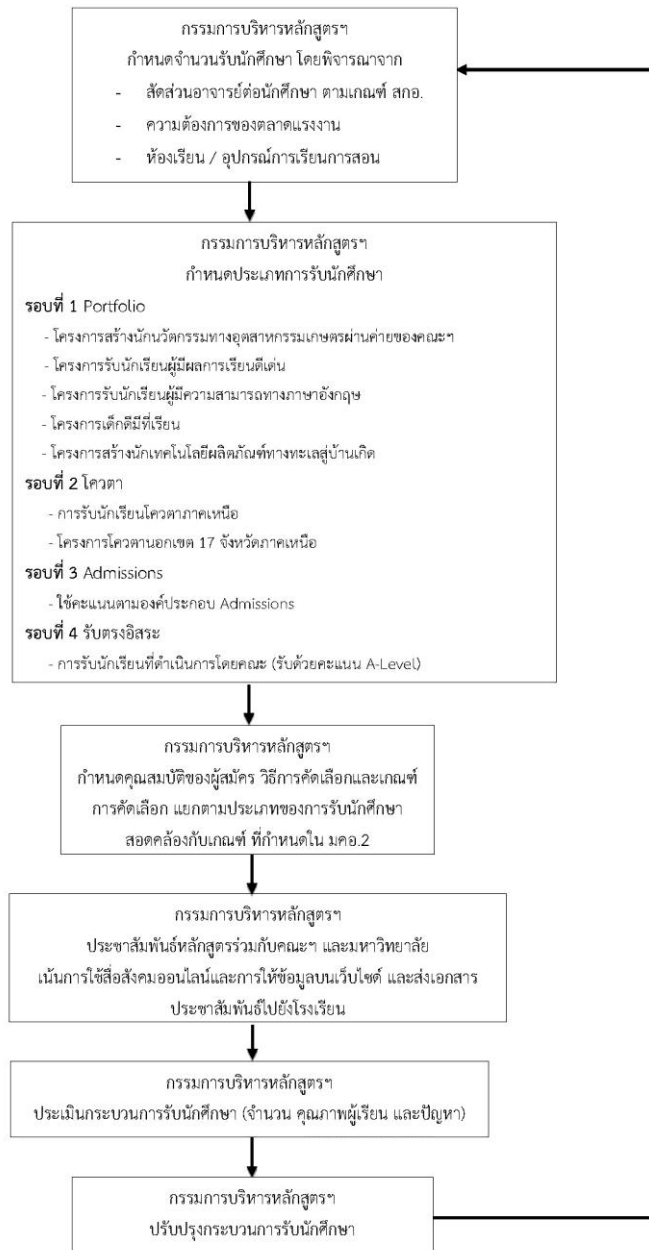 กรรมการบริหารหลักสูตรฯ
กำหนดจำนวนรับนักศึกษา โดยพิจารณาจาก
- สัดส่วนอาจารย์ต่อนักศึกษา ตามเกณฑ์ สกอ.
- ความต้องการของตลาดแรงงาน
- ห้องเรียน / อุปกรณ์การเรียนการสอน
กรรมการบริหารหลักสูตรฯ
กำหนดประเภทการรับนักศึกษา
รอบที่ 1 Portfolio
- โครงการสร้างนักนวัตกรรมทางอุตสาหกรรมเกษตรผ่านค่ายของคณะฯ
- โครงการรับนักเรียนผู้มีผลการเรียนดีเด่น
- โครงการรับนักเรียนผู้มีความสามารถทางภาษาอังกฤษ
- โครงการเด็กดีมีที่เรียน
- โครงการสร้างนักเทคโนโลยีผลิตภัณฑ์ทางทะเลสู่บ้านเกิด
รอบที่ 2 โควตา
- การรับนักเรียนโควตาภาคเหนือ
- โครงการโควตานอกเขต 17 จังหวัดภาคเหนือ
รอบที่ 3 Admissions
- ใช้คะแนนตามองค์ประกอบ Admissions
รอบที่ 4 รับตรงอิสระ
- การรับนักเรียนที่ดำเนินการโดยคณะ (รับด้วยคะแนน A-Level)
กรรมการบริหารหลักสูตรฯ
กำหนดคุณสมบัติของผู้สมัคร วิธีการคัดเลือกและเกณฑ์
การคัดเลือก แยกตามประเภทของการรับนักศึกษา
สอดคล้องกับเกณฑ์ ที่กำหนดใน มคอ.2
กรรมการบริหารหลักสูตรฯ
ประชาสัมพันธ์หลักสูตรร่วมกับคณะฯ และมหาวิทยาลัย
เน้นการใช้สื่อสังคมออนไลน์และการให้ข้อมูลบนเว็บไซต์ และส่งเอกสาร
ประชาสัมพันธ์ไปยังโรงเรียน
กรรมการบริหารหลักสูตรฯ
ประเมินกระบวนการรับนักศึกษา (จำนวน คุณภาพผู้เรียน และปัญหา)
กรรมการบริหารหลักสูตรฯ
ปรับปรุงกระบวนการรับนักศึกษา